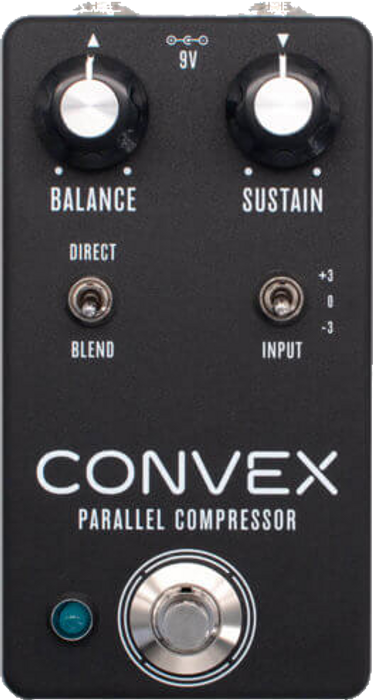 9V
BALANCE
SUSTAIN
DIRECT
+3
0
-3
BLEND
INPUT
CONVEX
PARALLEL COMPRESSOR